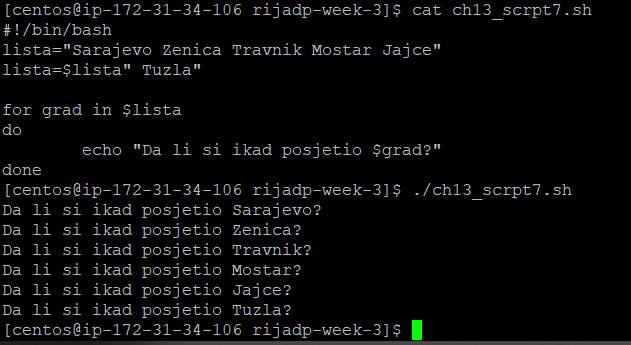 [centos@ip-172-31-34-106 rijadp-week-3]$ cat ch13_scrpt7.sh
#!/bin/bash
lista="Sarajevo Zenica Travnik Mostar Jajce"
lista=$lista" Tuzla"

for grad in $lista
do
        echo "Da li si ikad posjetio $grad?"
done
[centos@ip-172-31-34-106 rijadp-week-3]$ ./ch13_scrpt7.sh
Da li si ikad posjetio Sarajevo?
Da li si ikad posjetio Zenica?
Da li si ikad posjetio Travnik?
Da li si ikad posjetio Mostar?
Da li si ikad posjetio Jajce?
Da li si ikad posjetio Tuzla?
[centos@ip-172-31-34-106 rijadp-week-3]$